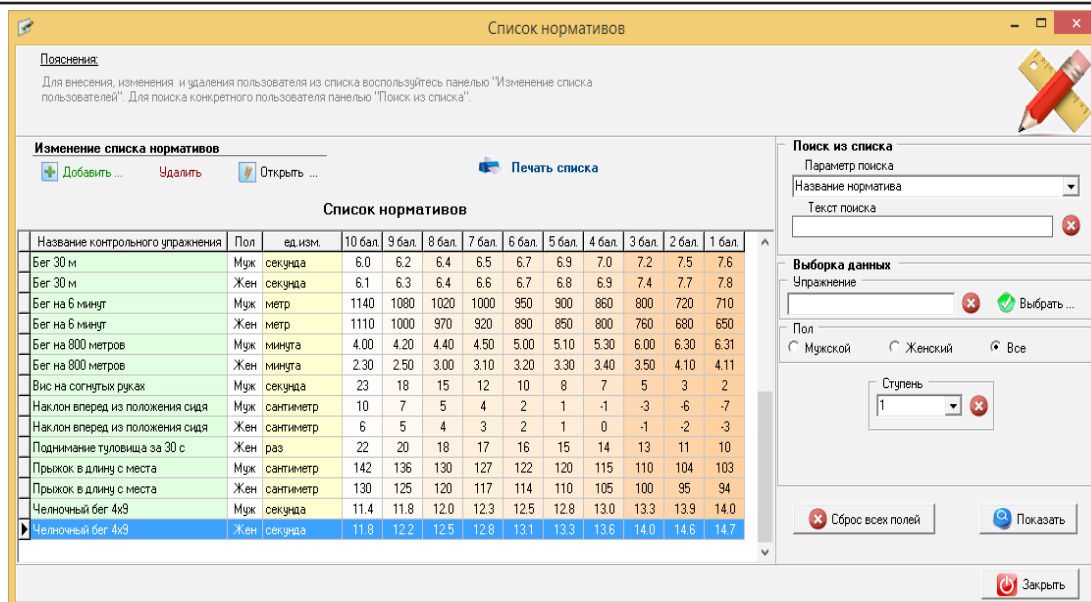 Список нормативов
Пояснения:
Для внесения, изменения и удаления пользователя из списка воспользуйтесь панелью "Изменение списка
пользователей". Для поиска конкретного пользователя панелью "Поиск из списка".
Изменение списка нормативов
Добавить ... Удалить Открыть ... Печать списка
Список нормативов
Название контрольного упражнения Пол ед.изм. 10 бал. 9 бал. 8 бал. 7 бал. 6 бал. 5 бал. 4 бал. 3 бал. 2 бал. 1 бал.
Бег 30 м Муж секунда 6.0 6.2 6.4 6.5 6.7 6.9 7.0 7.2 7.5 7.6
Бег 30 м Жен секунда 6.1 6.3 6.4 6.6 6.7 6.8 6.9 7.4 7.7 7.8
Бег на 6 минут Муж метр 1140 1080 1020 1000 950 900 860 800 720 710
Бег на 6 минут Жен метр 1110 1000 970 920 890 850 800 760 680 650
Бег на 800 метров Муж минута 4.00 4.20 4.40 4.50 5.00 5.10 5.30 6.00 6.30 6.31
Бег на 800 метров Жен минута 2.30 2.50 3.00 3.10 3.20 3.30 3.40 3.50 4.10 4.11
Вис на согнутых руках Муж секунда 23 18 15 12 10 8 7 5 3 2
Наклон вперед из положения сидя Муж сантиметр 10 7 5 4 2 1 -1 -3 -6 -7
Наклон вперед из положения сидя Жен сантиметр 6 5 4 3 2 1 0 -1 -2 -3
Поднимание туловища за 30 с Жен раз 22 20 18 17 16 15 14 13 11 10
Прыжок в длину с места Муж сантиметр 142 136 130 127 122 120 115 110 104 103
Прыжок в длину с места Жен сантиметр 130 125 120 117 114 110 105 100 95 94
Челночный бег 4х9 Муж секунда 11.4 11.8 12.0 12.3 12.5 12.8 13.0 13.3 13.9 14.0
Челночный бег 4х9 Жен секунда 11.8 12.2 12.5 12.8 13.1 13.3 13.6 14.0 14.6 14.7
Поиск из списка
Параметр поиска
Название норматива
Текст поиска
Выборка данных
Упражнение
Выбрать ...
Пол
Мужской Женский Все
Ступень
1
Сброс всех полей Показать
Закрыть